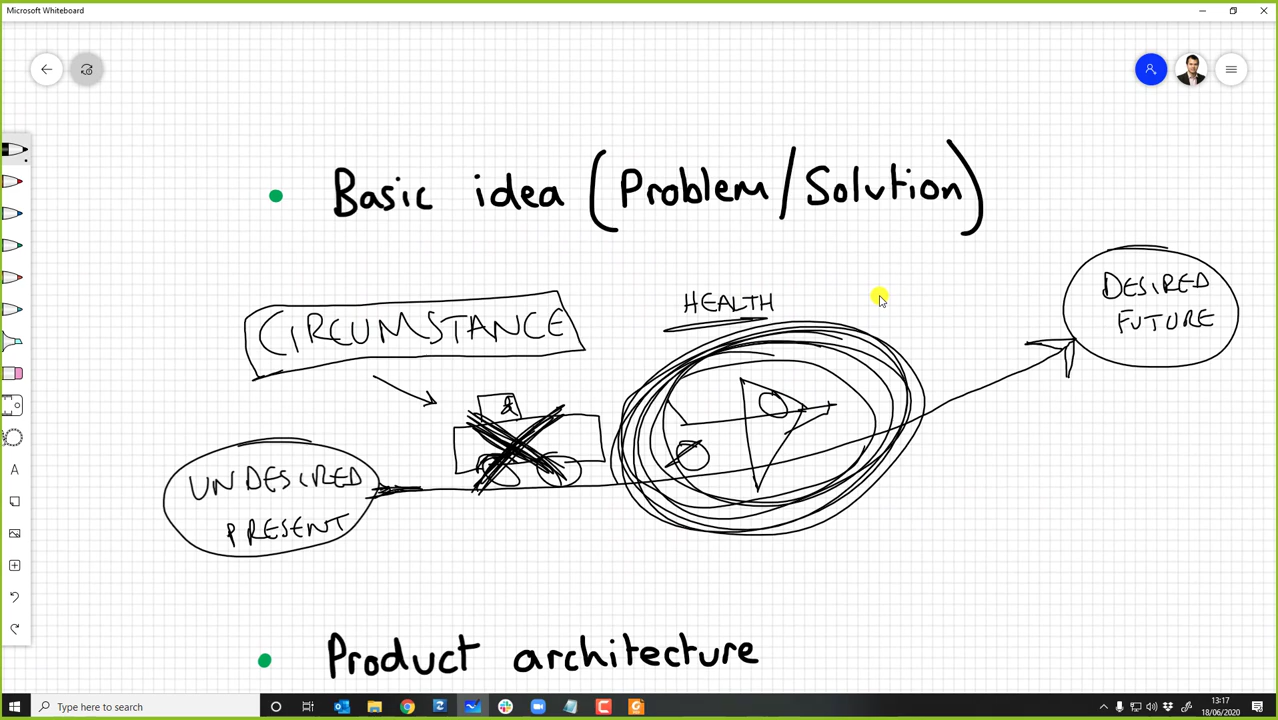 Microsoft Whiteboard
Basic idea (Problem/Solution)
DESIRED
FUTURE
HEALTH
CIRCUMSTANCE
UNDESIRED
PRESENT
Product architecture
A
Type here to search
13:17
18/06/2020